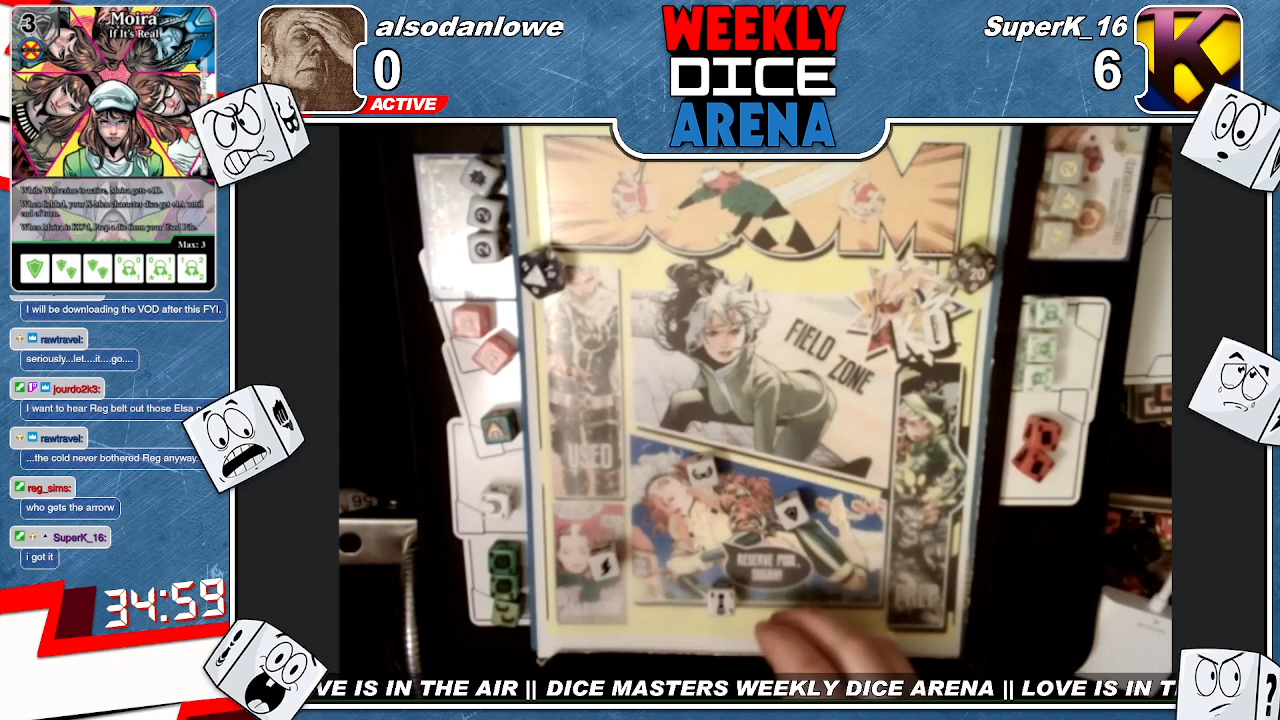 3
Moira
If It's Real
While Wolverine is active, Moira gets +1D.
When fielded, your X-Men character dice get +1A until
end of turn.
When Moira is KO'd, Prep a die from your Used Pile.
Max: 3
alsodanlowe
0
ACTIVE
WEEKLY
DICE
ARENA
SuperK_16
6
FIELD ZONE
RESERVE POOL
I will be downloading the VOD after this FYI.
rawtravel:
seriously...let....it....go....
jourdo2k3:
I want to hear Reg belt out those Elsa
rawtravel:
...the cold never bothered Reg anyway.
reg_sims:
who gets the arrorw
SuperK_16:
i got it
34:59
VE IS IN THE AIR || DICE MASTERS WEEKLY DICE ARENA || LOVE IS IN T